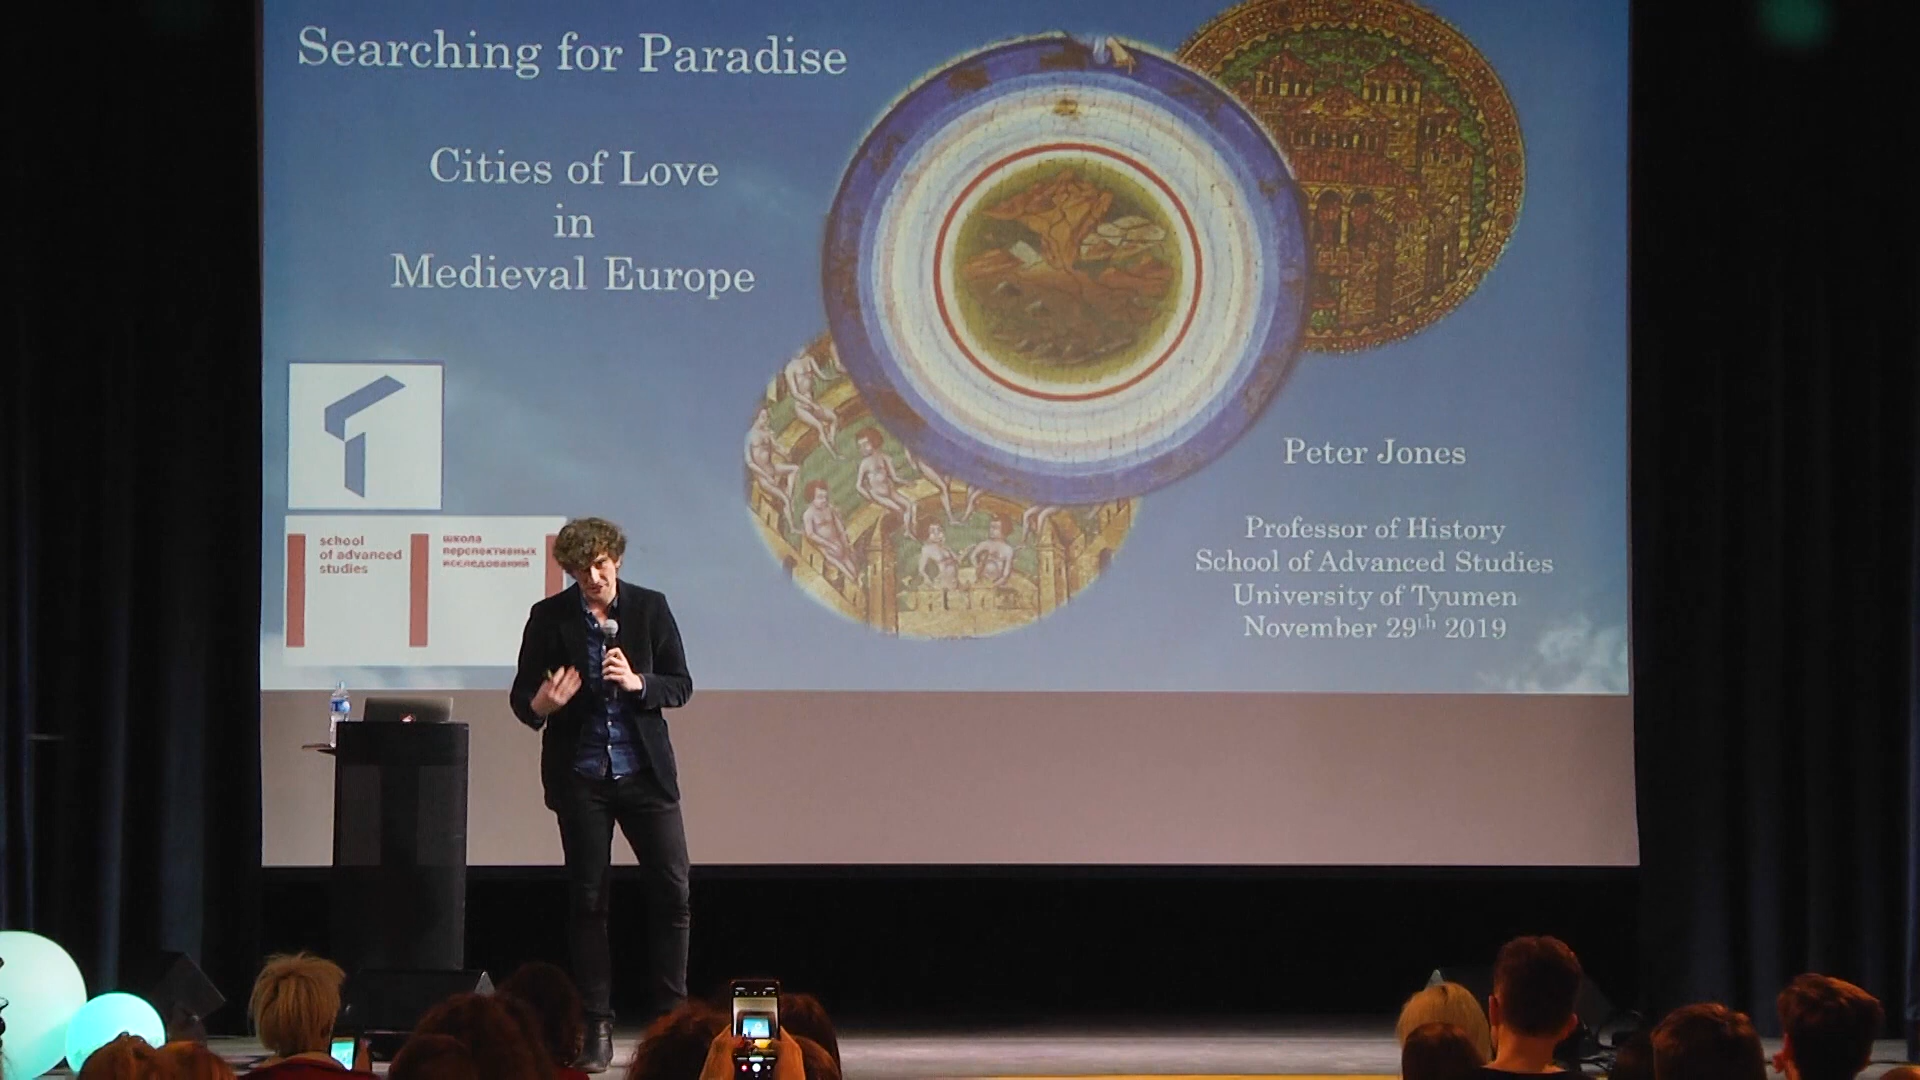 Searching for Paradise
Cities of Love
in
Medieval Europe
school
of advanced
studies
школа
перспективных
исследований
Peter Jones
Professor of History
School of Advanced Studies
University of Tyumen
November 29th 2019